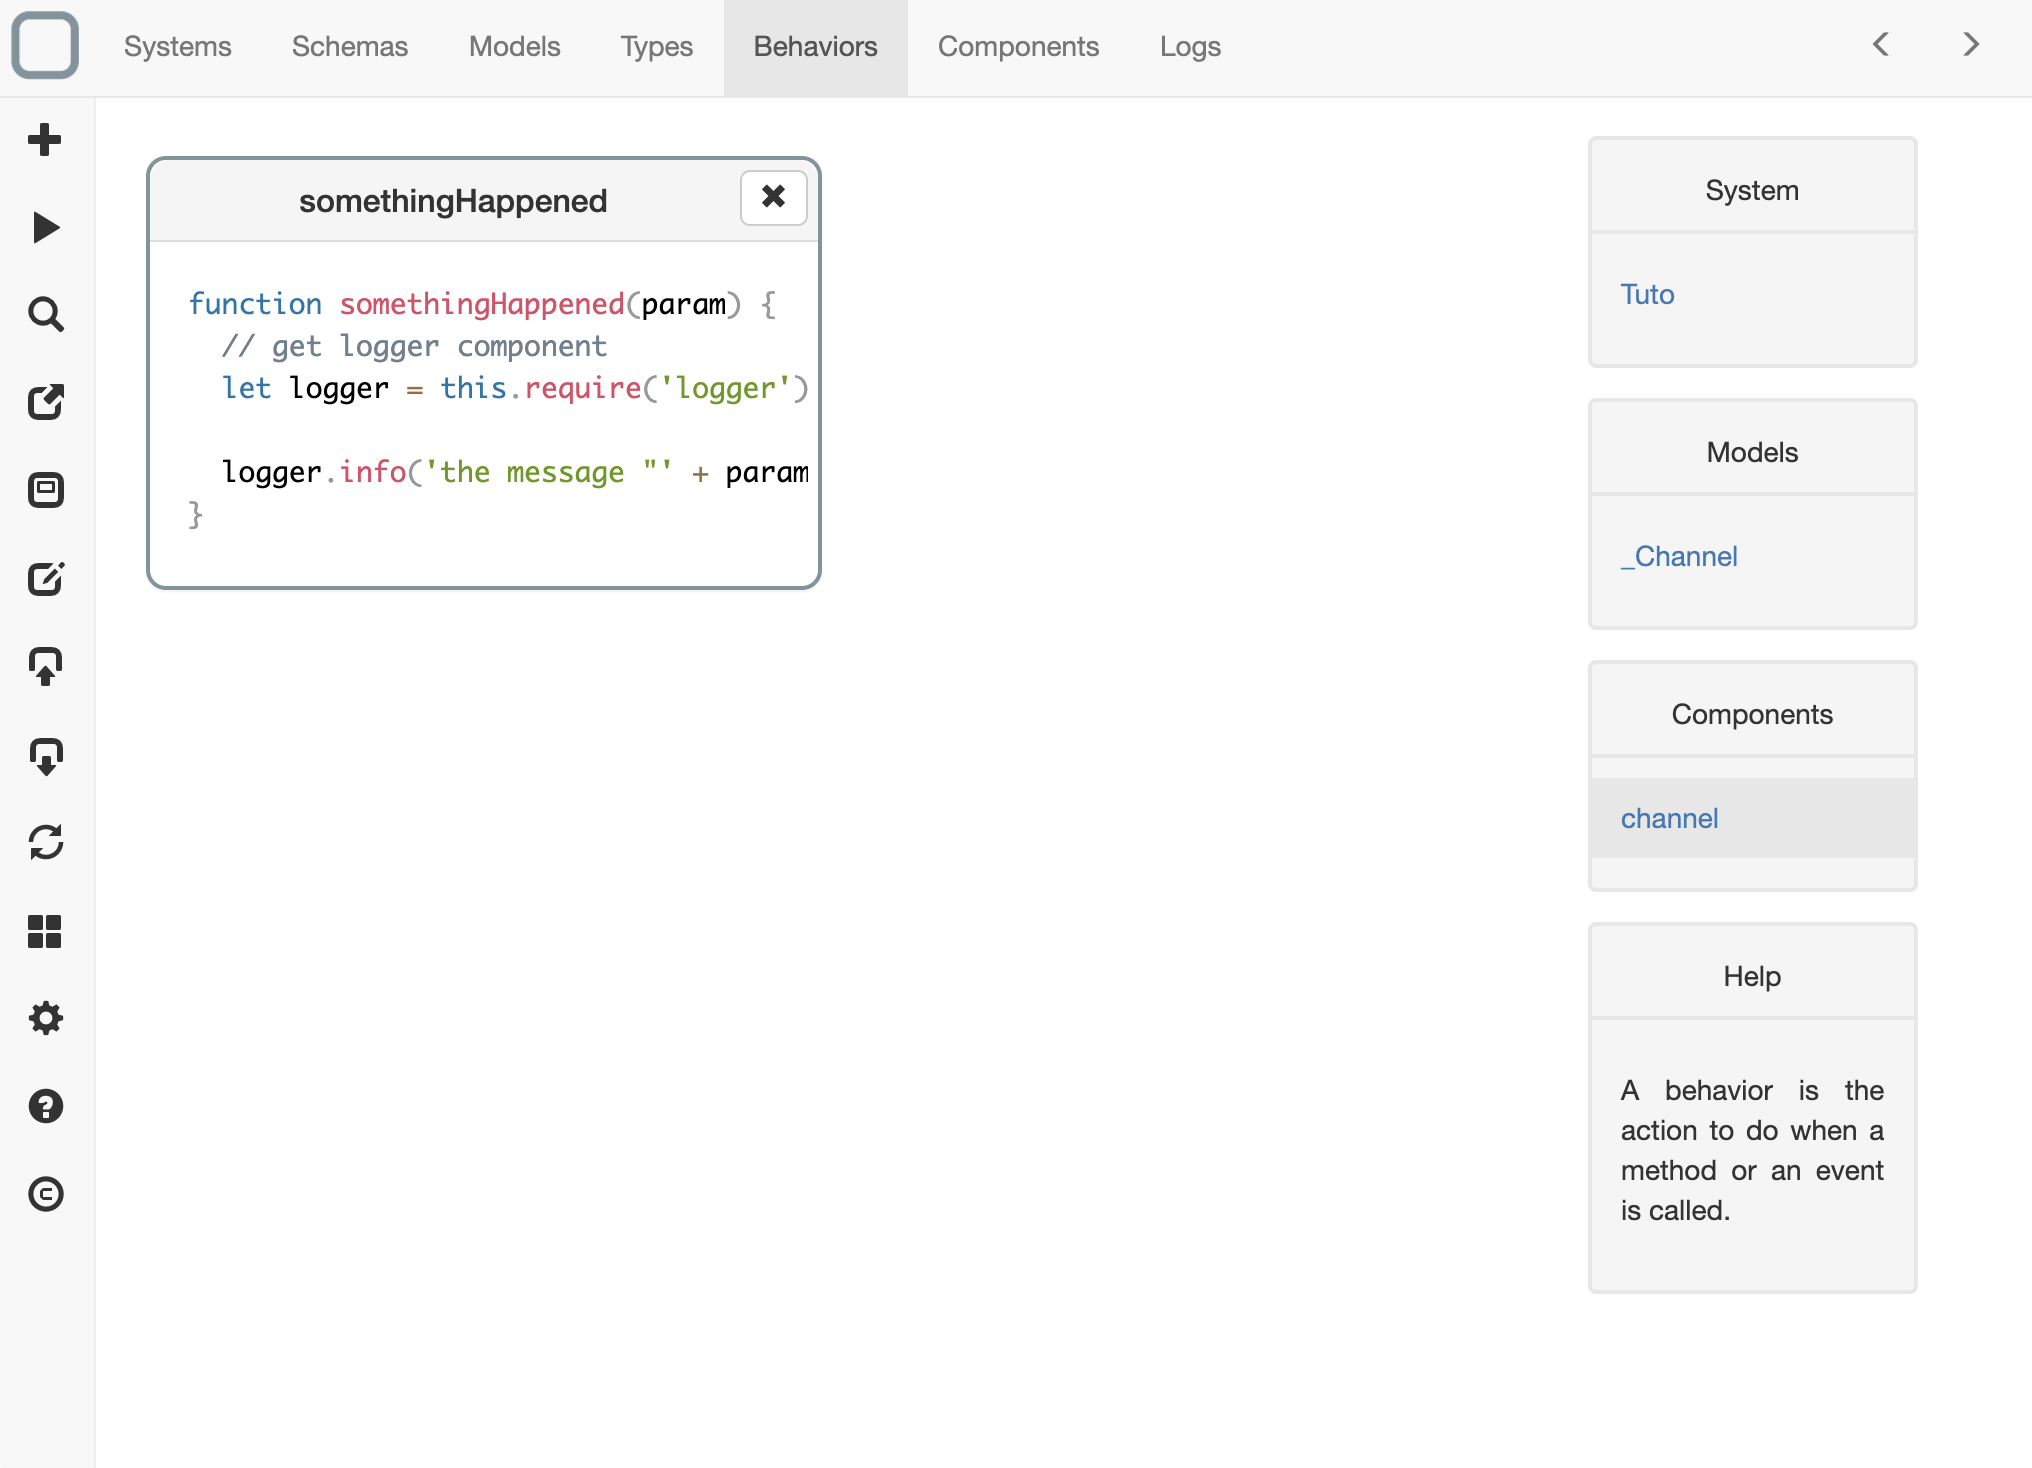 Systems
Schemas
Models
Types
Behaviors
Components
Logs
somethingHappened
function somethingHappened(param) {
// get logger component
let logger = this.require('logger')
logger.info('the message "' + param
}
System
Tuto
Models
_Channel
Components
channel
Help
A behavior is the
action to do when a
method or an event
is called.